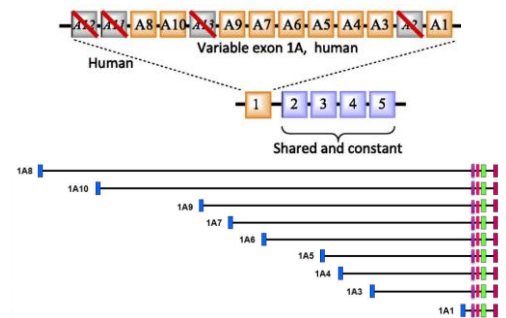 A12 A11 A8 A10 A13 A9 A7 A6 A5 A4 A3 A2 A1
Variable exon 1A, human
Human
1 2 3 4 5
Shared and constant
1A8
1A10
1A9
1A7
1A6
1A5
1A4
1A3
1A1